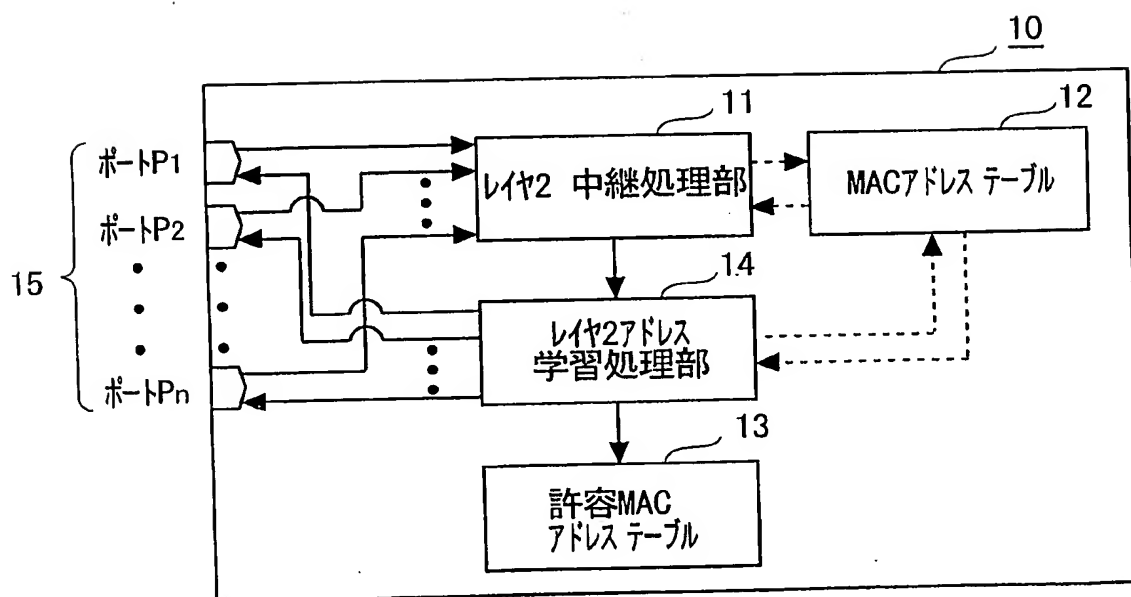 10
11
12
ポートP1
レイヤ2 中継処理部
MACアドレス テーブル
ポートP2
15
14
レイヤ2アドレス
学習処理部
ポートPn
13
許容MAC
アドレス テーブル